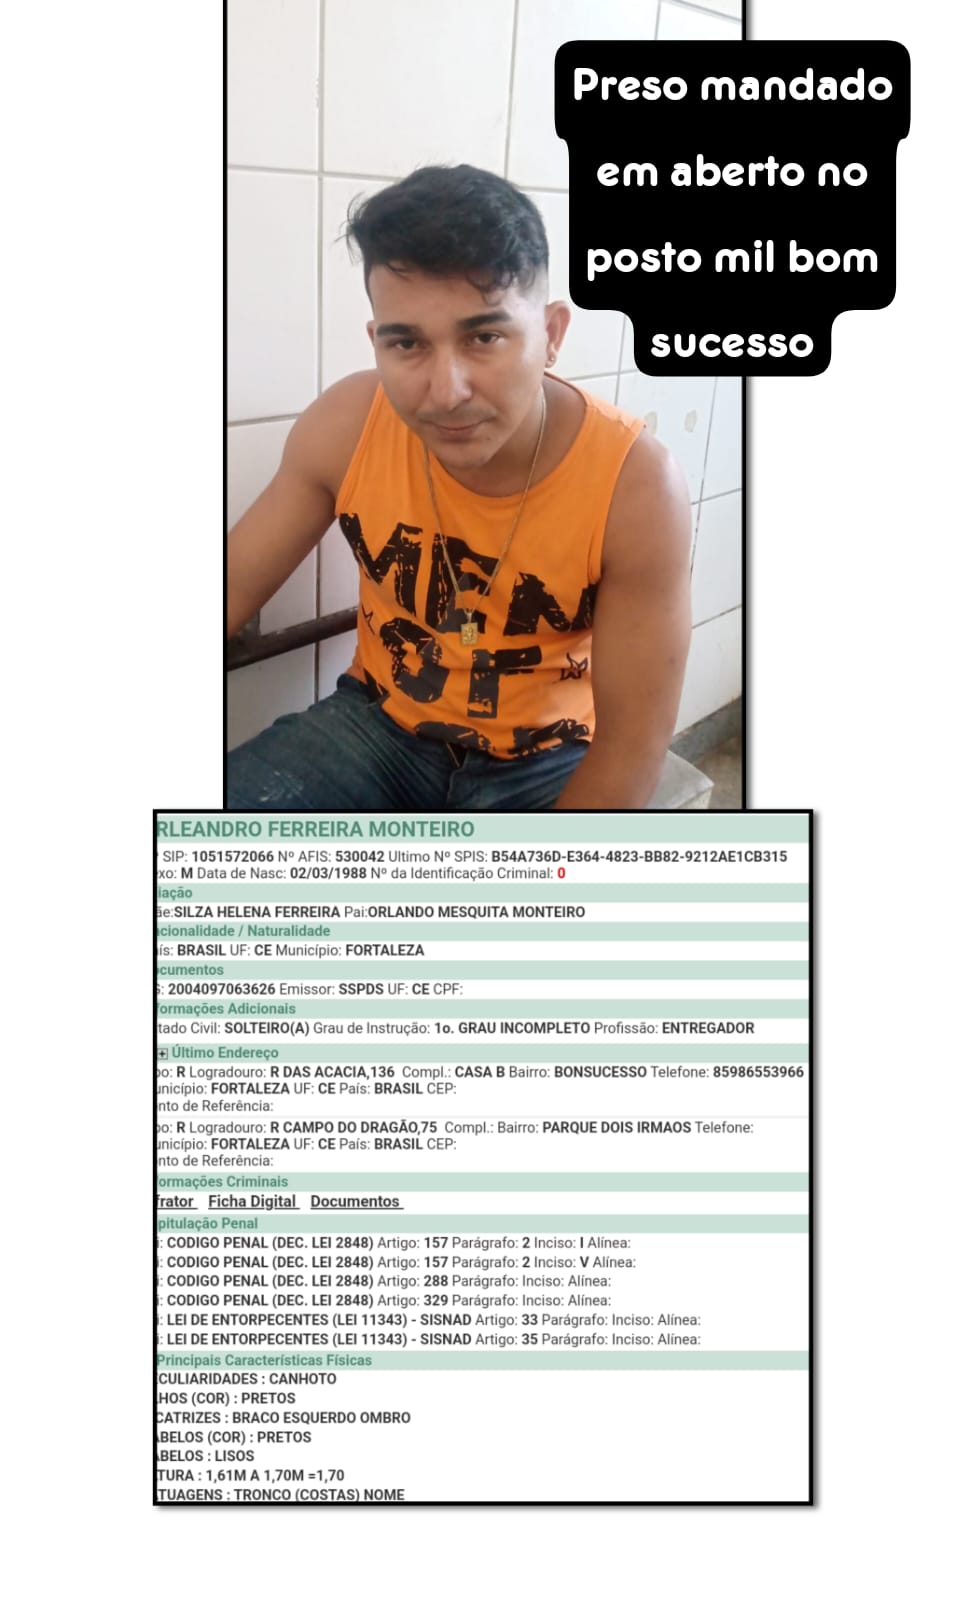 Preso mandado
em aberto no
posto mil bom
sucesso
MEN
OF
RLEANDRO FERREIRA MONTEIRO
SIP: 1051572066 Nº AFIS: 530042 Ultimo Nº SPIS: B54A736D-E364-4823-BB82-9212AE1CB315
xo: M Data de Nasc: 02/03/1988 Nº da Identificação Criminal: 0
iação
ãe:SILZA HELENA FERREIRA Pai:ORLANDO MESQUITA MONTEIRO
acionalidade / Naturalidade
ís: BRASIL UF: CE Município: FORTALEZA
ocumentos
: 2004097063626 Emissor: SSPDS UF: CE CPF:
formações Adicionais
tado Civil: SOLTEIRO(A) Grau de Instrução: 1o. GRAU INCOMPLETO Profissão: ENTREGADOR
Último Endereço
po: R Logradouro: R DAS ACACIA,136 Compl.: CASA B Bairro: BONSUCESSO Telefone: 85986553966
unicípio: FORTALEZA UF: CE País: BRASIL CEP:
nto de Referência:
po: R Logradouro: R CAMPO DO DRAGÃO,75 Compl.: Bairro: PARQUE DOIS IRMAOS Telefone:
unicípio: FORTALEZA UF: CE País: BRASIL CEP:
nto de Referência:
ormações Criminais
frator Ficha Digital Documentos
pitulação Penal
i: CODIGO PENAL (DEC. LEI 2848) Artigo: 157 Parágrafo: 2 Inciso: I Alínea:
i: CODIGO PENAL (DEC. LEI 2848) Artigo: 157 Parágrafo: 2 Inciso: V Alínea:
i: CODIGO PENAL (DEC. LEI 2848) Artigo: 288 Parágrafo: Inciso: Alínea:
i: CODIGO PENAL (DEC. LEI 2848) Artigo: 329 Parágrafo: Inciso: Alínea:
i: LEI DE ENTORPECENTES (LEI 11343) - SISNAD Artigo: 33 Parágrafo: Inciso: Alínea:
i: LEI DE ENTORPECENTES (LEI 11343) - SISNAD Artigo: 35 Parágrafo: Inciso: Alínea:
Principais Características Físicas
CULIARIDADES : CANHOTO
HOS (COR) : PRETOS
CATRIZES : BRACO ESQUERDO OMBRO
ABELOS (COR) : PRETOS
ABELOS : LISOS
TURA : 1,61M A 1,70M =1,70
TUAGENS : TRONCO (COSTAS) NOME